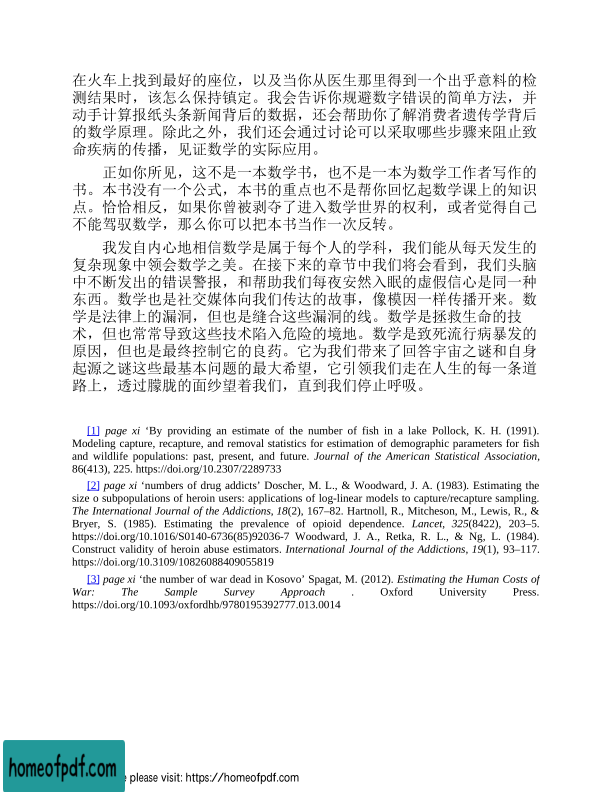 在火车上找到最好的座位，以及当你从医生那里得到一个出乎意料的检
测结果时，该怎么保持镇定。我会告诉你规避数字错误的简单方法，并
动手计算报纸头条新闻背后的数据，还会帮助你了解消费者遗传学背后
的数学原理。除此之外，我们还会通过讨论可以采取哪些步骤来阻止致
命疾病的传播，见证数学的实际应用。
正如你所见，这不是一本数学书，也不是一本为数学工作者写作的
书。本书没有一个公式，本书的重点也不是帮你回忆起数学课上的知识
点。恰恰相反，如果你曾被剥夺了进入数学世界的权利，或者觉得自己
不能驾驭数学，那么你可以把本书当作一次反转。
我发自内心地相信数学是属于每个人的学科，我们能从每天发生的
复杂现象中领会数学之美。在接下来的章节中我们将会看到，我们头脑
中不断发出的错误警报，和帮助我们每夜安然入眠的虚假信心是同一种
东西。数学也是社交媒体向我们传达的故事，像模因一样传播开来。数
学是法律上的漏洞，但也是缝合这些漏洞的线。数学是拯救生命的技
术，但也常常导致这些技术陷入危险的境地。数学是致死流行病暴发的
原因，但也是最终控制它的良药。它为我们带来了回答宇宙之谜和自身
起源之谜这些最基本问题的最大希望，它引领我们走在人生的每一条道
路上，透过朦胧的面纱望着我们，直到我们停止呼吸。
[1] page xi ‘By providing an estimate of the number of fish in a lake Pollock, K. H. (1991).
Modeling capture, recapture, and removal statistics for estimation of demographic parameters for fish
and wildlife populations: past, present, and future. Journal of the American Statistical Association,
86(413), 225. https://doi.org/10.2307/2289733
[2] page xi ‘numbers of drug addicts’ Doscher, M. L., & Woodward, J. A. (1983). Estimating the
size o subpopulations of heroin users: applications of log-linear models to capture/recapture sampling.
The International Journal of the Addictions, 18(2), 167–82. Hartnoll, R., Mitcheson, M., Lewis, R., &
Bryer, S. (1985). Estimating the prevalence of opioid dependence. Lancet, 325(8422), 203–5.
https://doi.org/10.1016/S0140-6736(85)92036-7 Woodward, J. A., Retka, R. L., & Ng, L. (1984).
Construct validity of heroin abuse estimators. International Journal of the Addictions, 19(1), 93–117.
https://doi.org/10.3109/10826088409055819
[3] page xi ‘the number of war dead in Kosovo’ Spagat, M. (2012). Estimating the Human Costs of
War: The Sample Survey Approach . Oxford University Press.
https://doi.org/10.1093/oxfordhb/9780195392777.013.0014
homeofpdf.com
please visit: https://homeofpdf.com